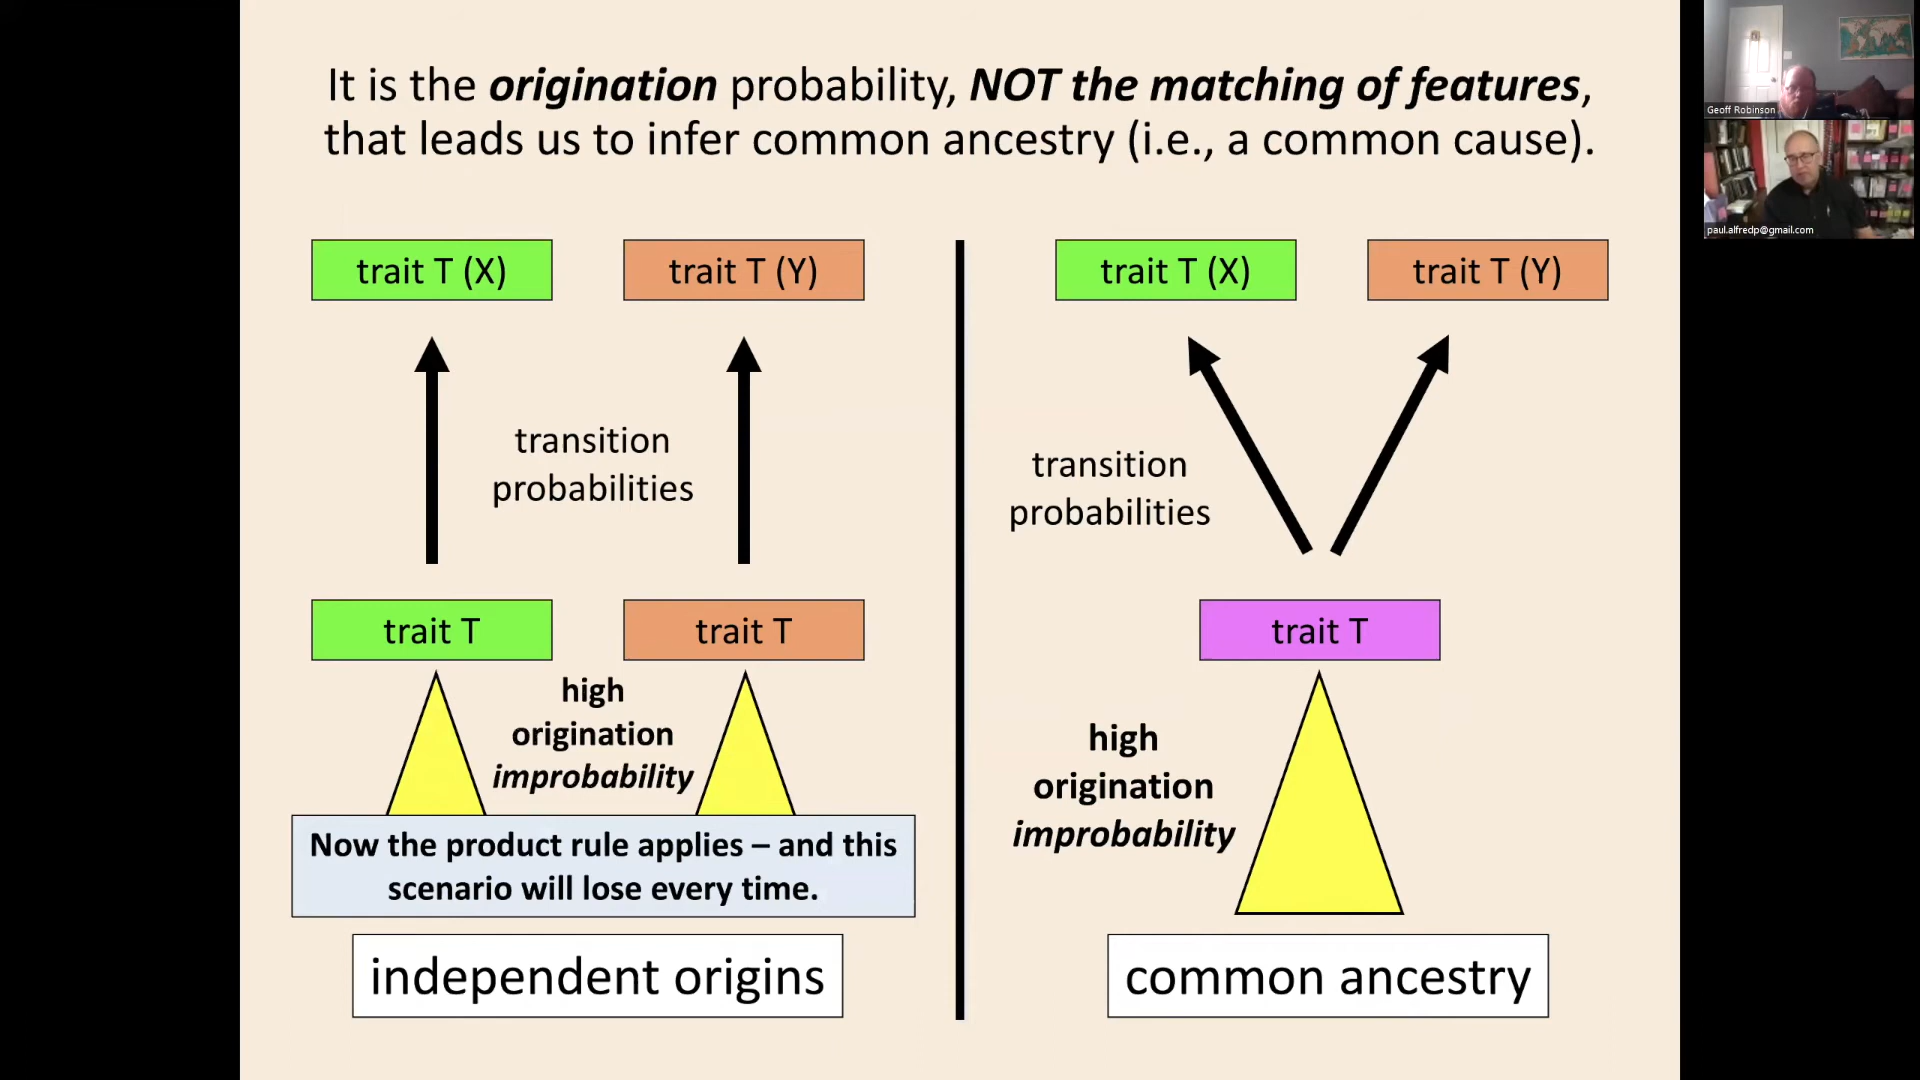 It is the origination probability, NOT the matching of features,
that leads us to infer common ancestry (i.e., a common cause).
trait T (X)
trait T (Y)
transition
probabilities
trait T
trait T
high
origination
improbability
Now the product rule applies – and this
scenario will lose every time.
independent origins
trait T (X)
trait T (Y)
transition
probabilities
trait T
high
origination
improbability
common ancestry
Geoff Robinson
paul.alfredp@gmail.com